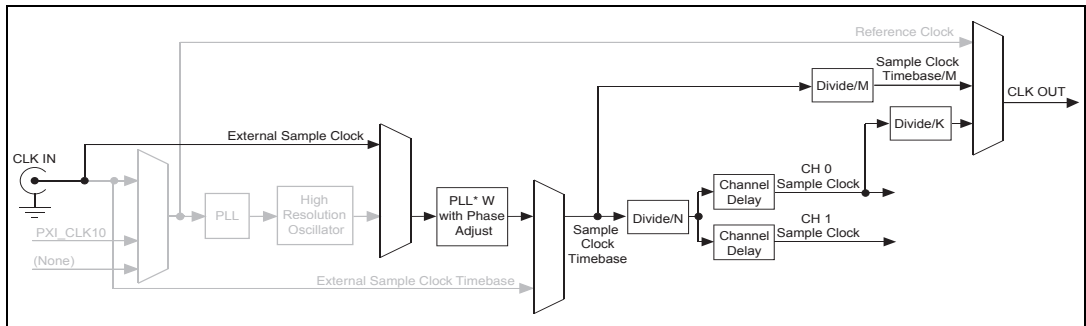 Reference Clock
Sample Clock
Timebase/M
Divide/M
CLK OUT
External Sample Clock
Divide/K
CLK IN
CH 0
Sample Clock
Channel
Delay
PLL
High
Resolution
Oscillator
PLL* W
with Phase
Adjust
Divide/N
PXI_CLK10
Sample
Clock
Timebase
CH 1
Sample Clock
Channel
Delay
(None)
External Sample Clock Timebase